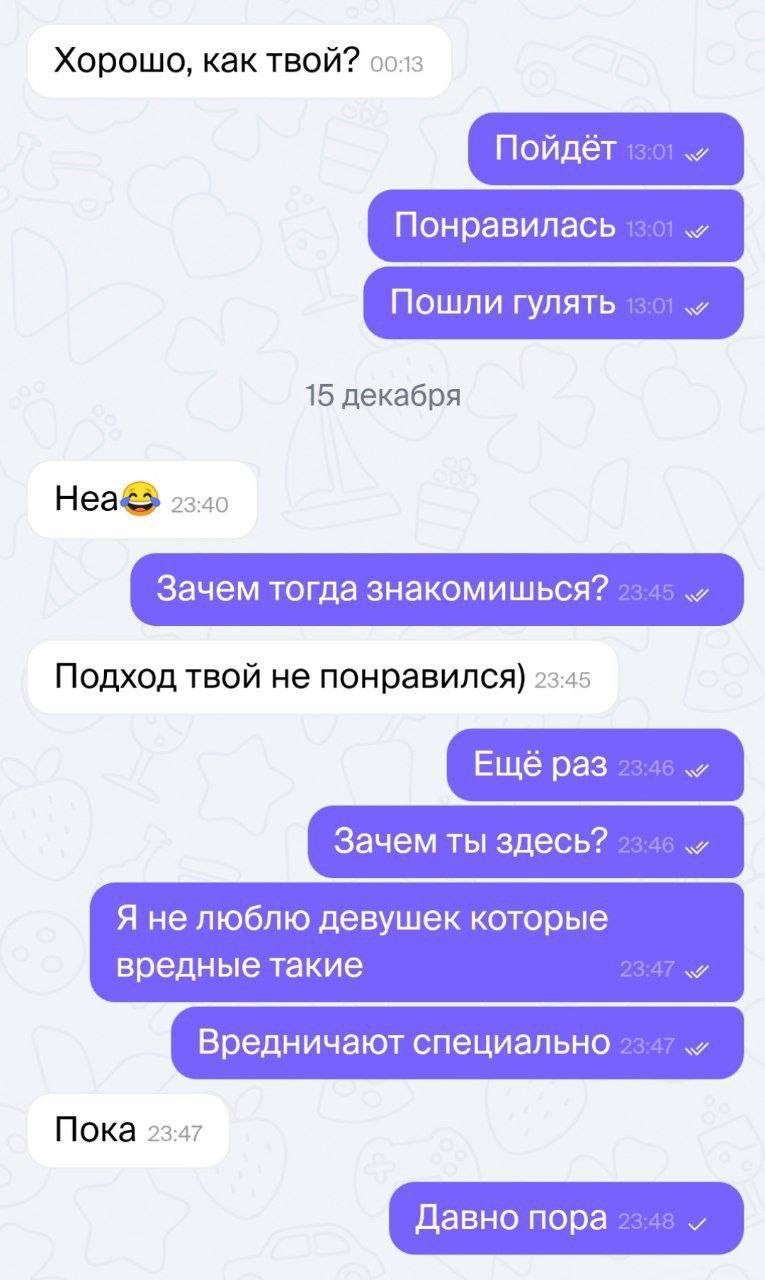 Хорошо, как твой? 00:13
Пойдёт 13:01
Понравилась 13:01
Пошли гулять 13:01
15 декабря
Неа😂 23:40
Зачем тогда знакомишься? 23:45
Подход твой не понравился) 23:45
Ещё раз 23:46
Зачем ты здесь? 23:46
Я не люблю девушек которые
вредные такие 23:47
Вредничают специально 23:47
Пока 23:47
Давно пора 23:48